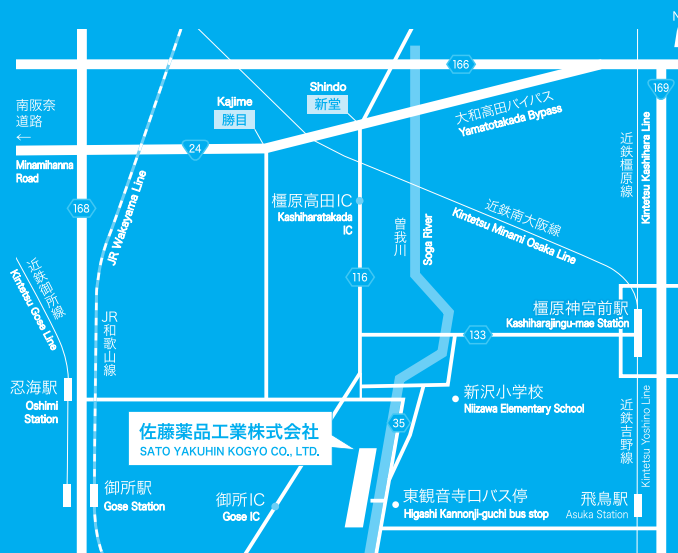 N
166
169
Shindo
新堂
Kajime
勝目
南阪奈
道路
←
Minamihanna
Road
24
大和高田バイパス
Yamatotakada Bypass
近鉄橿原線
Kintetsu Kashihara Line
168
JR Wakayama Line
橿原高田IC
Kashiharatakada
IC
曽我川
Soga River
近鉄南大阪線
Kintetsu Minami Osaka Line
近鉄御所線
Kintetsu Gose Line
116
橿原神宮前駅
Kashiharajingu-mae Station
JR和歌山線
133
忍海駅
Oshimi
Station
新沢小学校
Niizawa Elementary School
近鉄吉野線
Kintetsu Yoshino Line
35
佐藤薬品工業株式会社
SATO YAKUHIN KOGYO CO., LTD.
御所駅
Gose Station
御所IC
Gose IC
東観音寺口バス停
Higashi Kannonji-guchi bus stop
飛鳥駅
Asuka Station